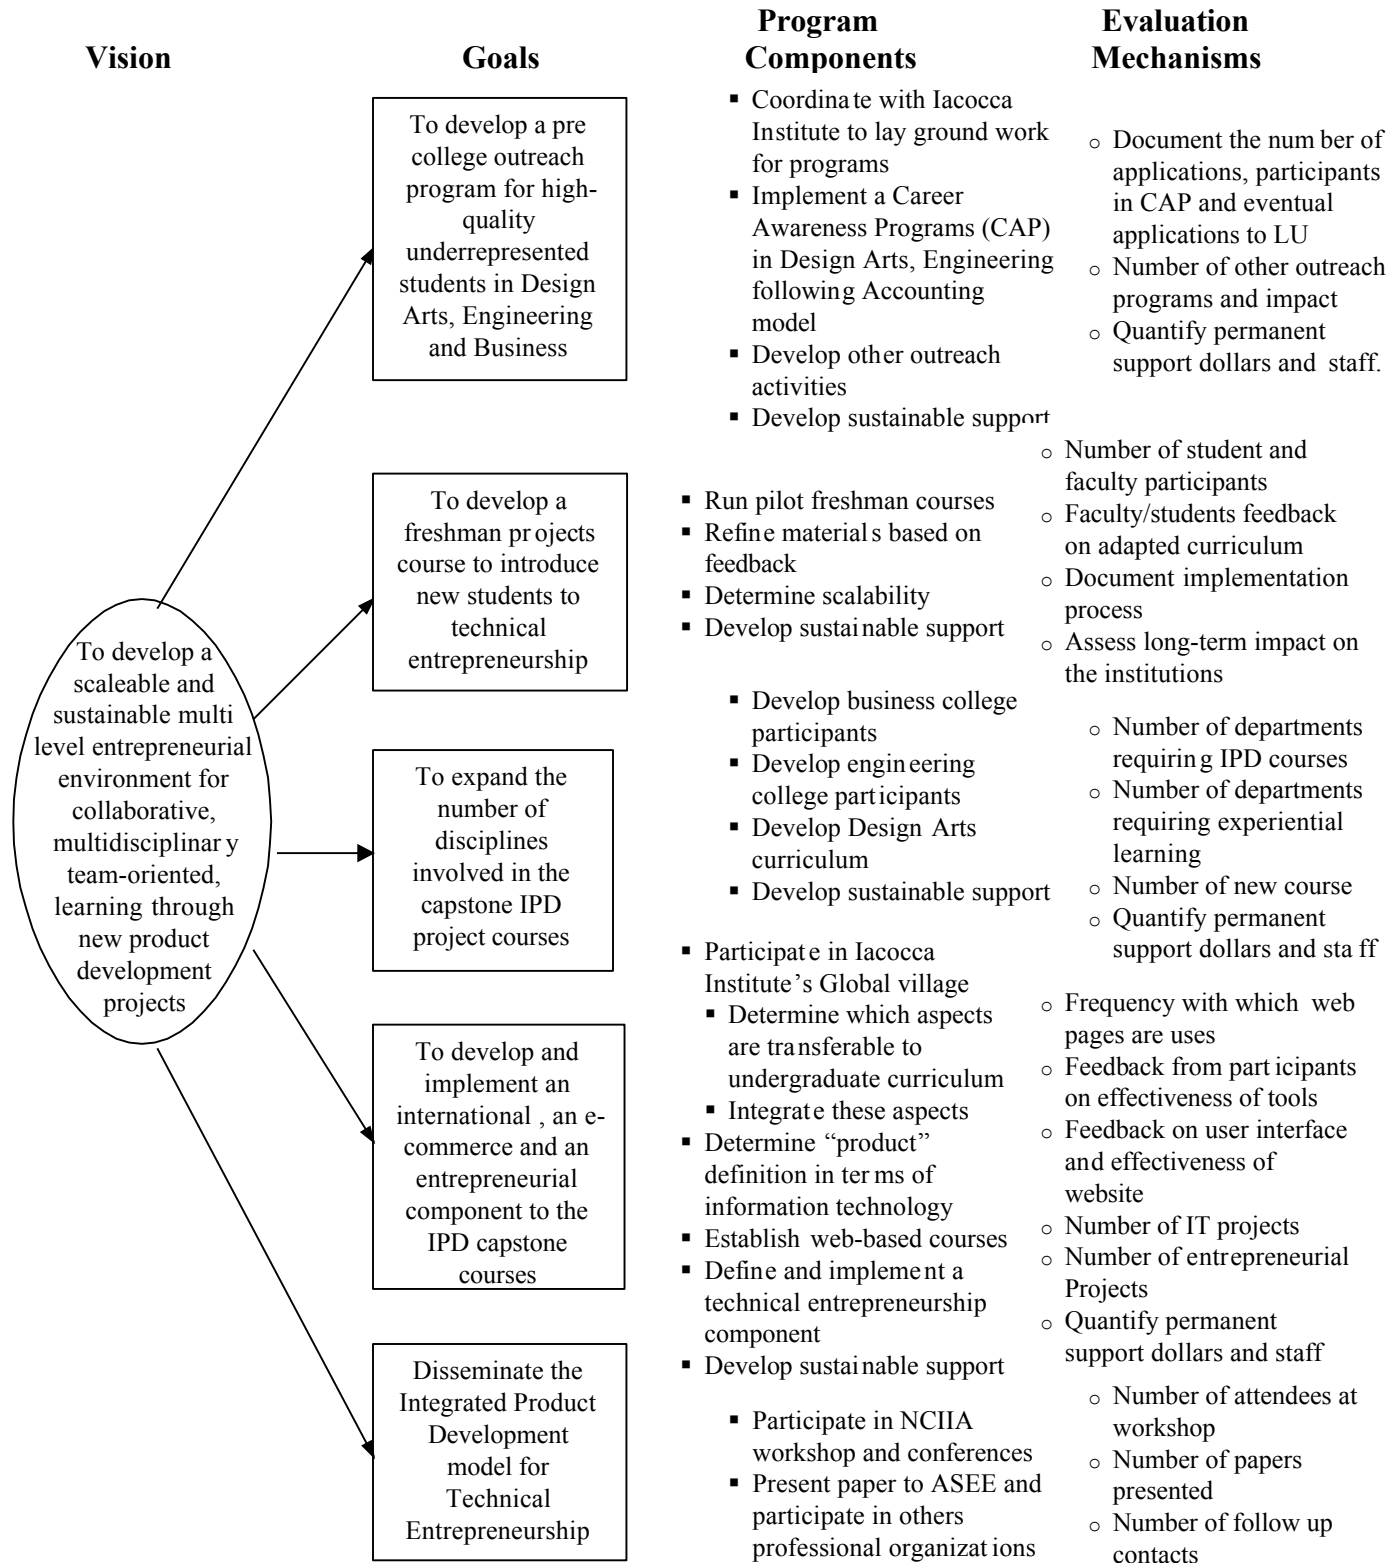 Vision
Goals
Program
Components
Evaluation
Mechanisms
To develop a
scaleable and
sustainable multi
level entrepreneurial
environment for
collaborative,
multidisciplinar y
team-oriented,
learning through
new product
development
projects
To develop a pre
college outreach
program for high-
quality
underrepresented
students in Design
Arts, Engineering
and Business
▪ Coordinate with Iacocca
Institute to lay ground work
for programs
▪ Implement a Career
Awareness Programs (CAP)
in Design Arts, Engineering
following Accounting
model
▪ Develop other outreach
activities
▪ Develop sustainable support
o Document the num ber of
applications, participants
in CAP and eventual
applications to LU
o Number of other outreach
programs and impact
o Quantify permanent
support dollars and staff.
To develop a
freshman pr ojects
course to introduce
new students to
technical
entrepreneurship
▪ Run pilot freshman courses
▪ Refine materials based on
feedback
▪ Determine scalability
▪ Develop sustainable support
o Number of student and
faculty participants
o Faculty/students feedback
on adapted curriculum
o Document implementation
process
o Assess long-term impact on
the institutions
To expand the
number of
disciplines
involved in the
capstone IPD
project courses
▪ Develop business college
participants
▪ Develop engineering
college participants
▪ Develop Design Arts
curriculum
▪ Develop sustainable support
o Number of departments
requiring IPD courses
o Number of departments
requiring experiential
learning
o Number of new course
o Quantify permanent
support dollars and sta ff
To develop and
implement an
international , an e-
commerce and an
entrepreneurial
component to the
IPD capstone
courses
▪ Participate in Iacocca
Institute’s Global village
▪ Determine which aspects
are transferable to
undergraduate curriculum
▪ Integrate these aspects
▪ Determine “product”
definition in ter ms of
information technology
▪ Establish web-based courses
▪ Define and implement a
technical entrepreneurship
component
▪ Develop sustainable support
o Frequency with which web
pages are uses
o Feedback from part icipants
on effectiveness of tools
o Feedback on user interface
and effectiveness of
website
o Number of IT projects
o Number of entrepreneurial
Projects
o Quantify permanent
support dollars and staff
Disseminate the
Integrated Product
Development
model for
Technical
Entrepreneurship
▪ Participate in NCIIA
workshop and conferences
▪ Present paper to ASEE and
participate in others
professional organizat ions
o Number of attendees at
workshop
o Number of papers
presented
o Number of follow up
contacts